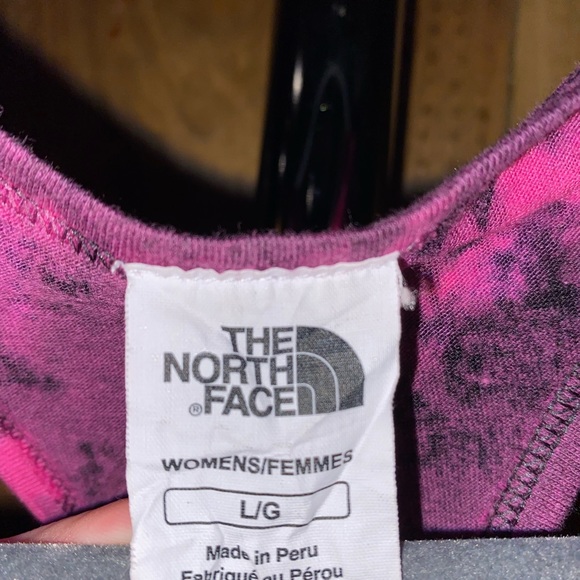 THE
NORTH
® FACE
WOMENS/FEMMES
L/G
Made in Peru
Fabriqué au Pérou